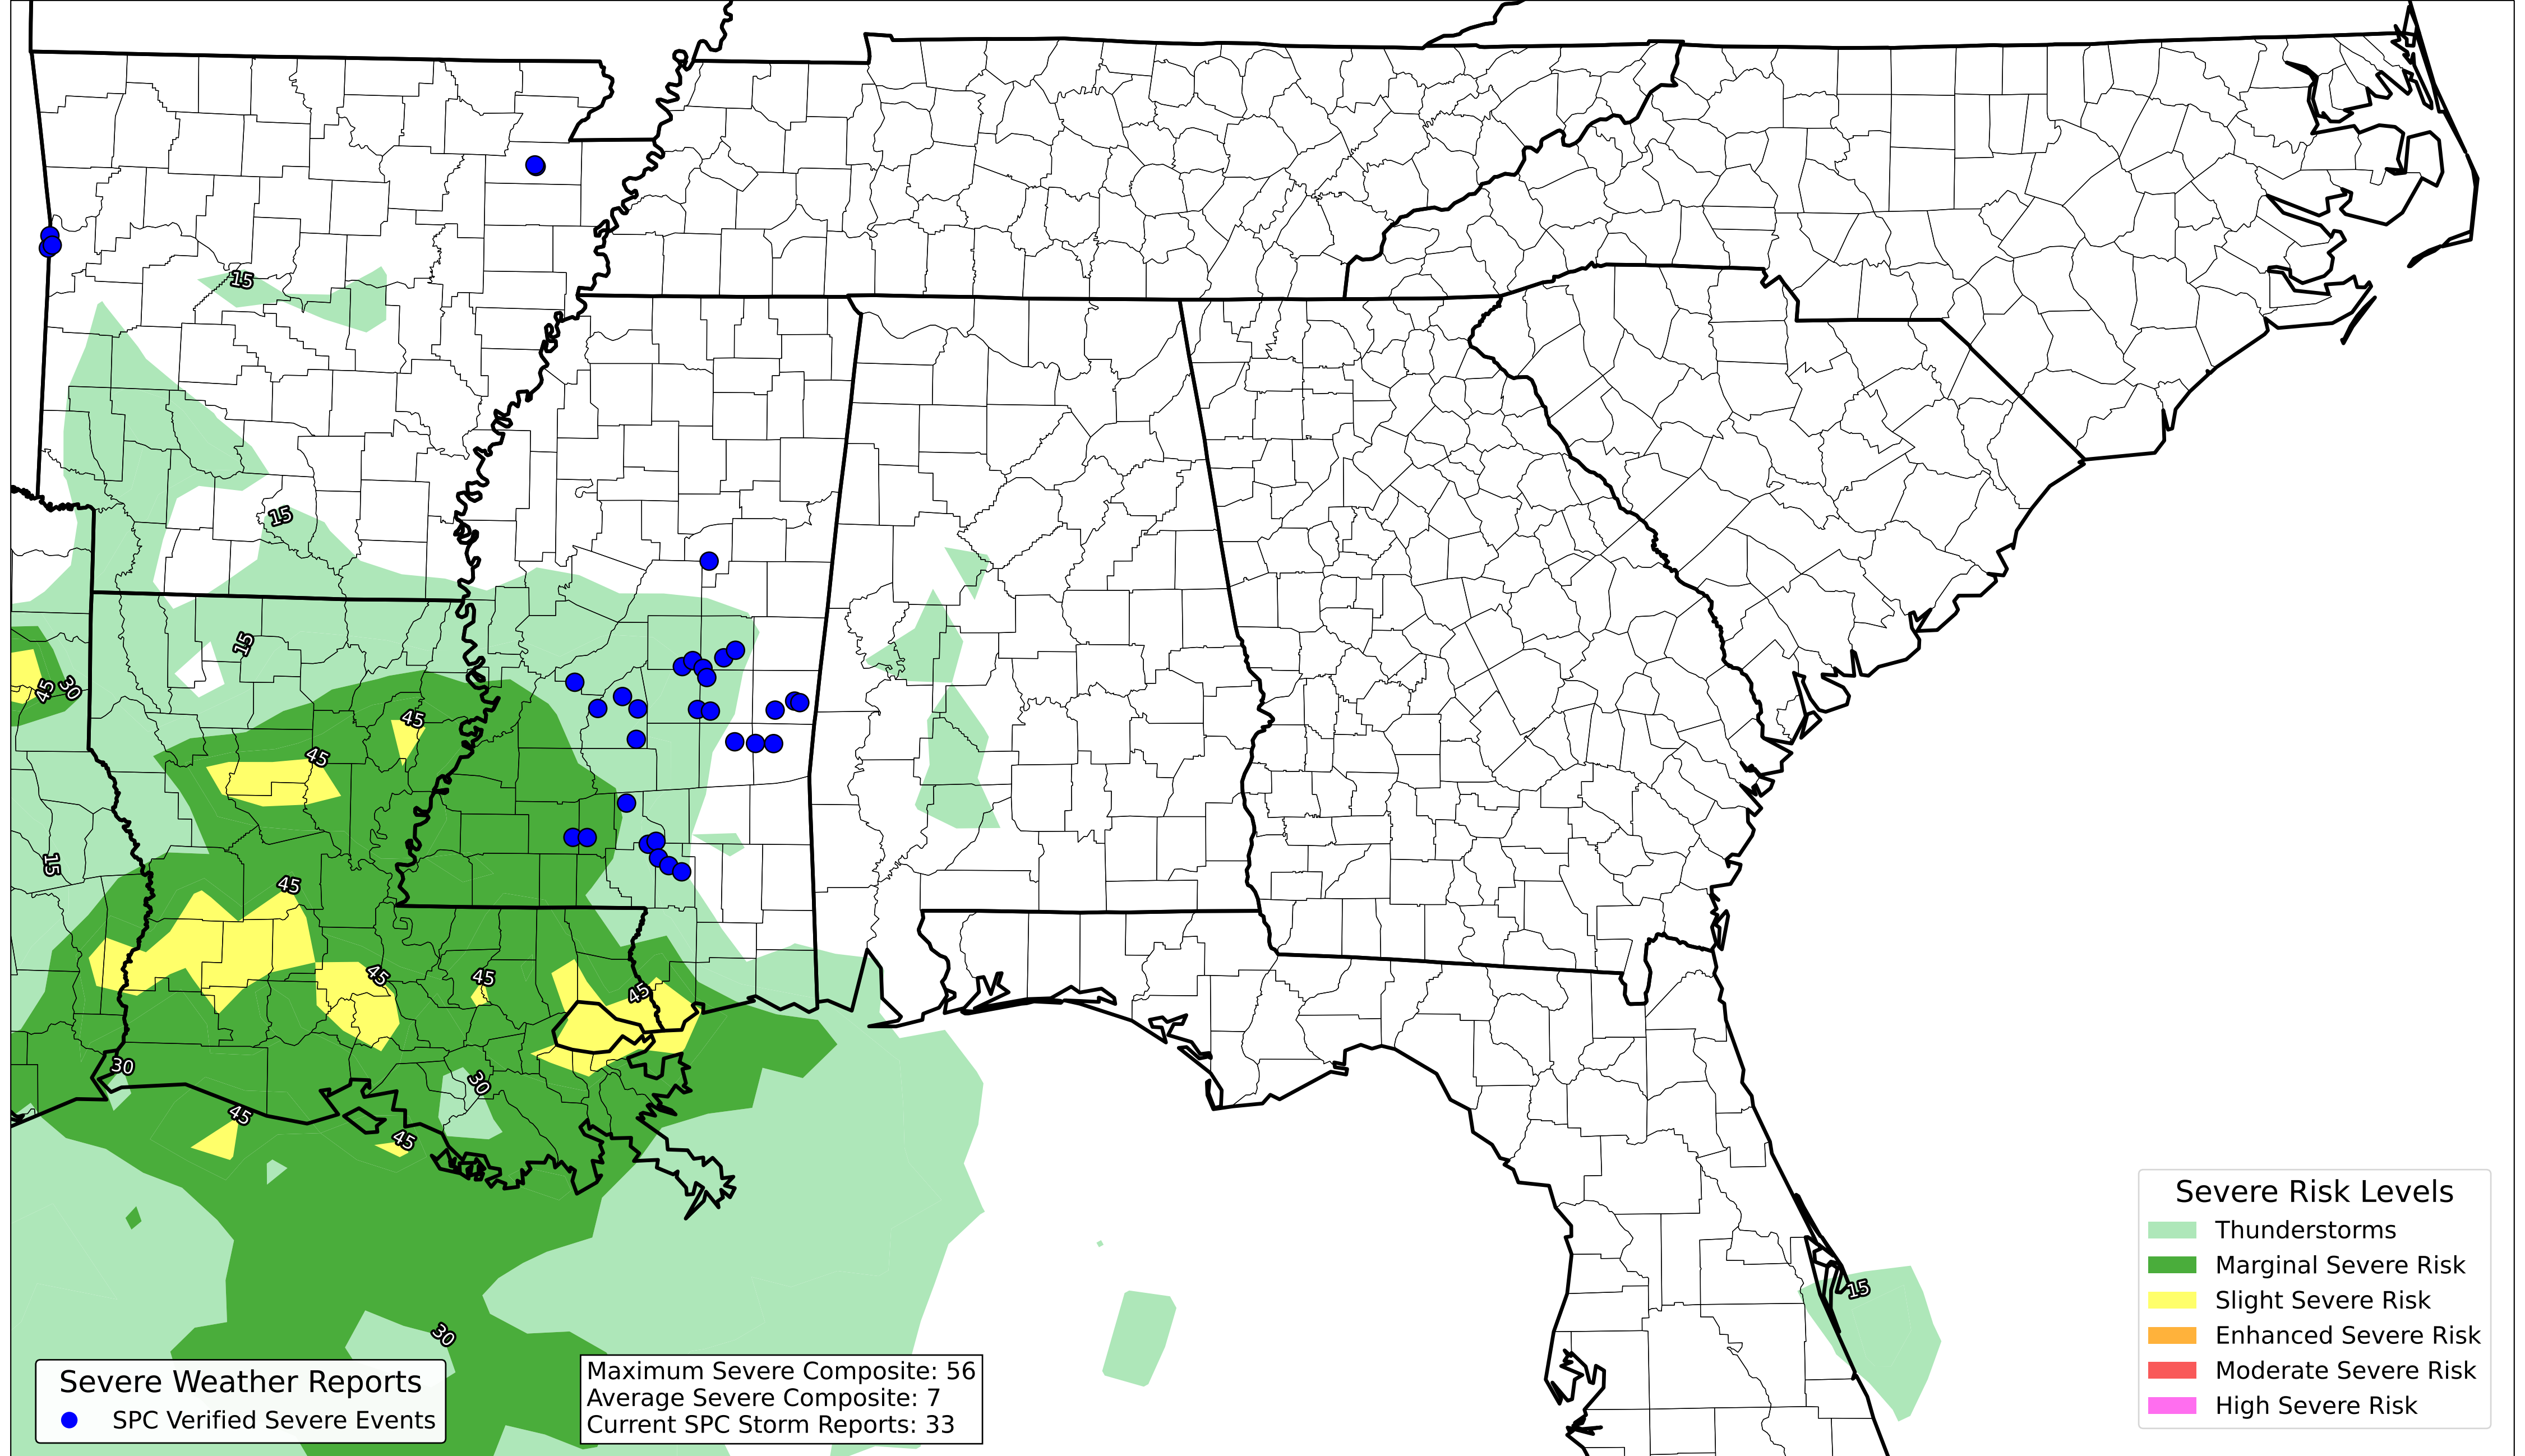 15
15
15
45
30
45
45
15
45
45
45
45
30
30
45
45
15
30
Severe Risk Levels
Thunderstorms
Marginal Severe Risk
Slight Severe Risk
Enhanced Severe Risk
Moderate Severe Risk
High Severe Risk
Severe Weather Reports
SPC Verified Severe Events
Maximum Severe Composite: 56
Average Severe Composite: 7
Current SPC Storm Reports: 33